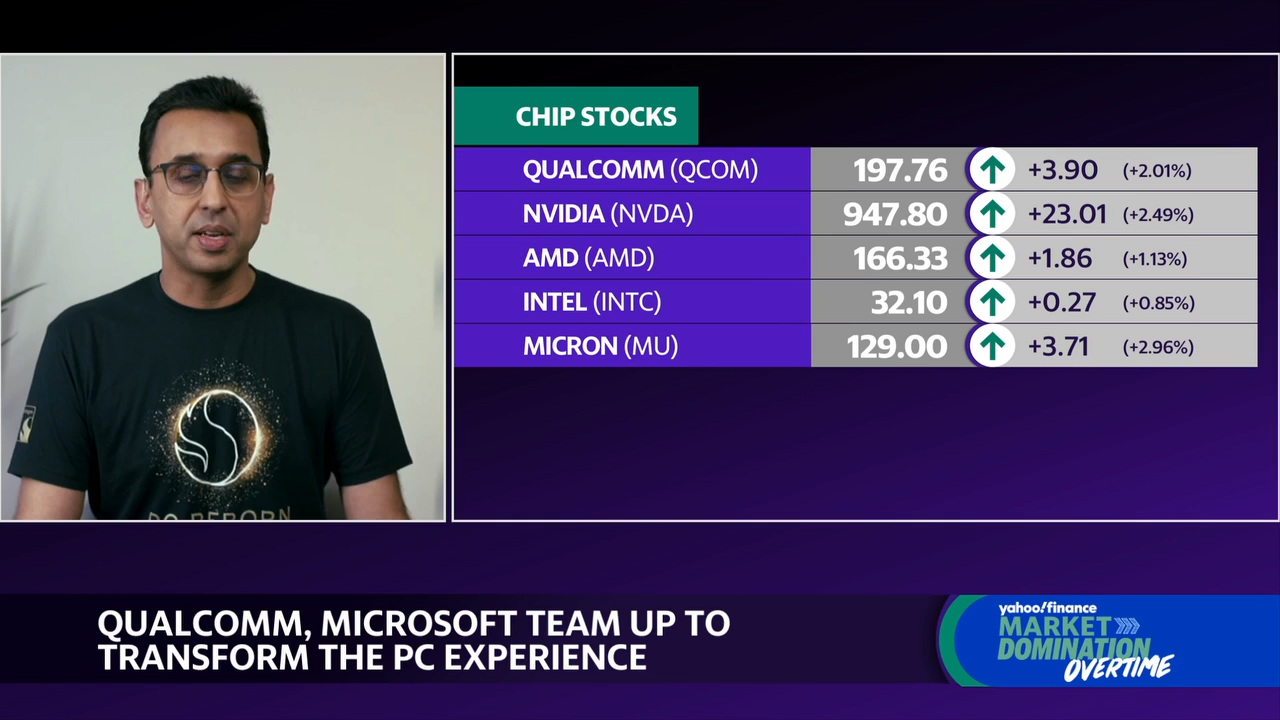 CHIP STOCKS
QUALCOMM (QCOM) 197.76 +3.90 (+2.01%)
NVIDIA (NVDA) 947.80 +23.01 (+2.49%)
AMD (AMD) 166.33 +1.86 (+1.13%)
INTEL (INTC) 32.10 +0.27 (+0.85%)
MICRON (MU) 129.00 +3.71 (+2.96%)
REBORN
QUALCOMM, MICROSOFT TEAM UP TO
TRANSFORM THE PC EXPERIENCE
yahoo!finance
MARKET
DOMINATION
OVERTIME